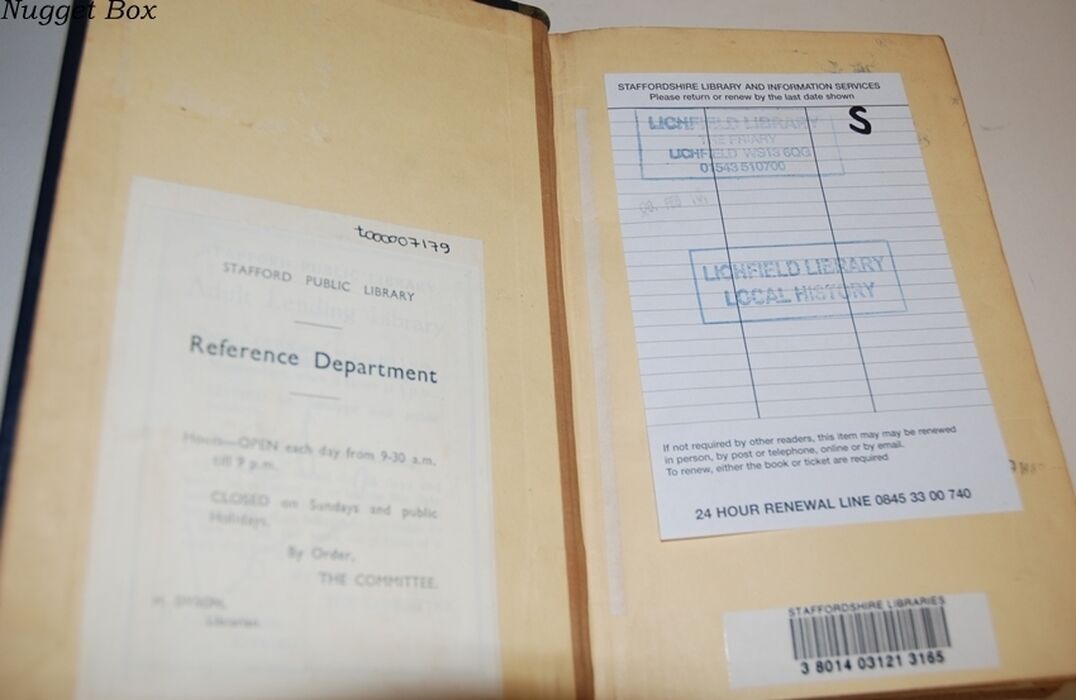 Nugget Box
t000007179
STAFFORD PUBLIC LIBRARY
Reference Department
Hours—OPEN each day from 9-30 a.m.
till 9 p.m.
CLOSED on Sundays and public
Holidays.
By Order,
THE COMMITTEE.
Librarian.
STAFFORDSHIRE LIBRARY AND INFORMATION SERVICES
Please return or renew by the last date shown
S
LICHFIELD LIBRARY
THE FRIARY
LICHFIELD WS13 6QG
01543 510700
LICHFIELD LIBRARY
LOCAL HISTORY
If not required by other readers, this item may may be renewed
in person, by post or telephone, online or by email.
To renew, either the book or ticket are required
24 HOUR RENEWAL LINE 0845 33 00 740
STAFFORDSHIRE LIBRARIES
3 8014 03121 3165